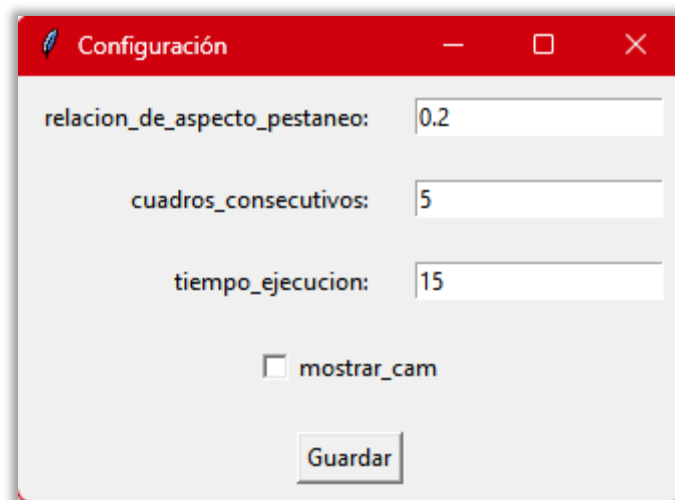 Configuración
relacion_de_aspecto_pestaneo: 0.2
cuadros_consecutivos: 5
tiempo_ejecucion: 15
mostrar_cam
Guardar